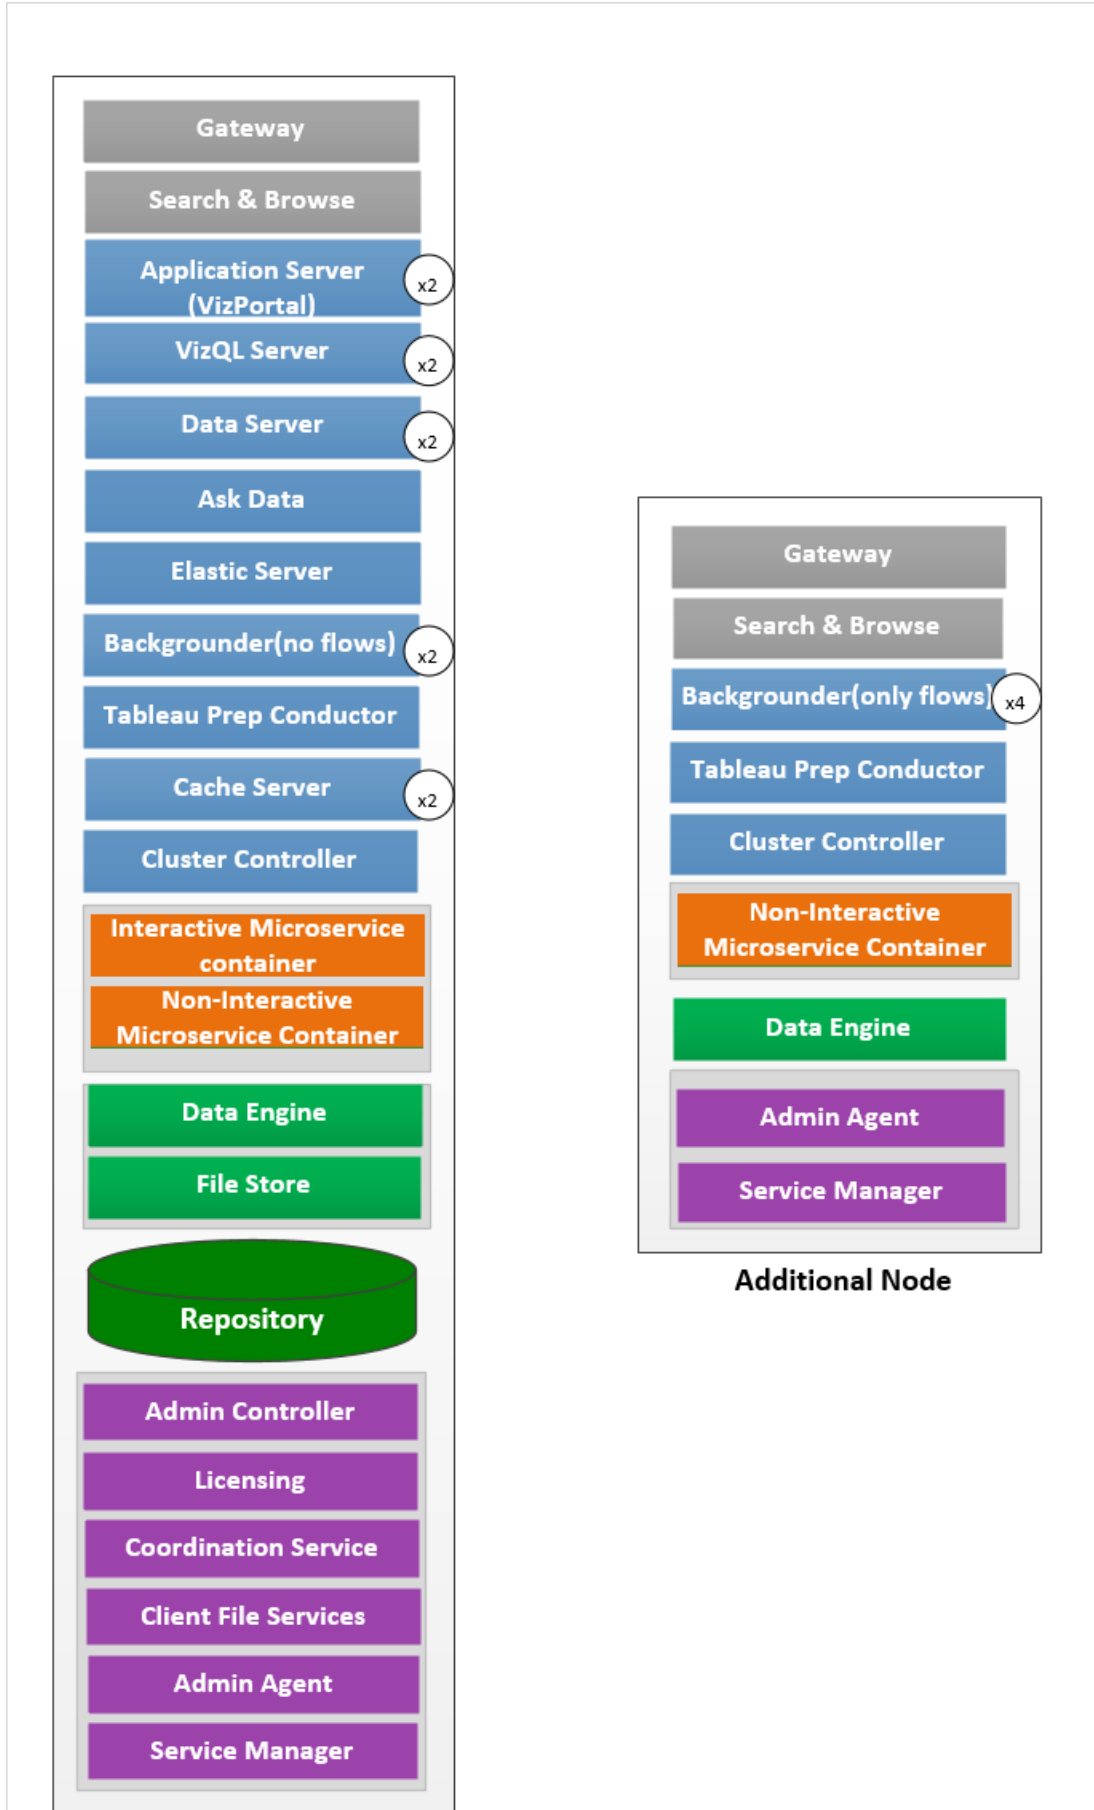 Gateway
Search & Browse
Application Server
(VizPortal)
x2
VizQL Server
x2
Data Server
x2
Ask Data
Elastic Server
Backgrounder(no flows)
x2
Tableau Prep Conductor
Cache Server
x2
Cluster Controller
Interactive Microservice
container
Non-Interactive
Microservice Container
Data Engine
File Store
Repository
Admin Controller
Licensing
Coordination Service
Client File Services
Admin Agent
Service Manager
Gateway
Search & Browse
Backgrounder(only flows)
x4
Tableau Prep Conductor
Cluster Controller
Non-Interactive
Microservice Container
Data Engine
Admin Agent
Service Manager
Additional Node